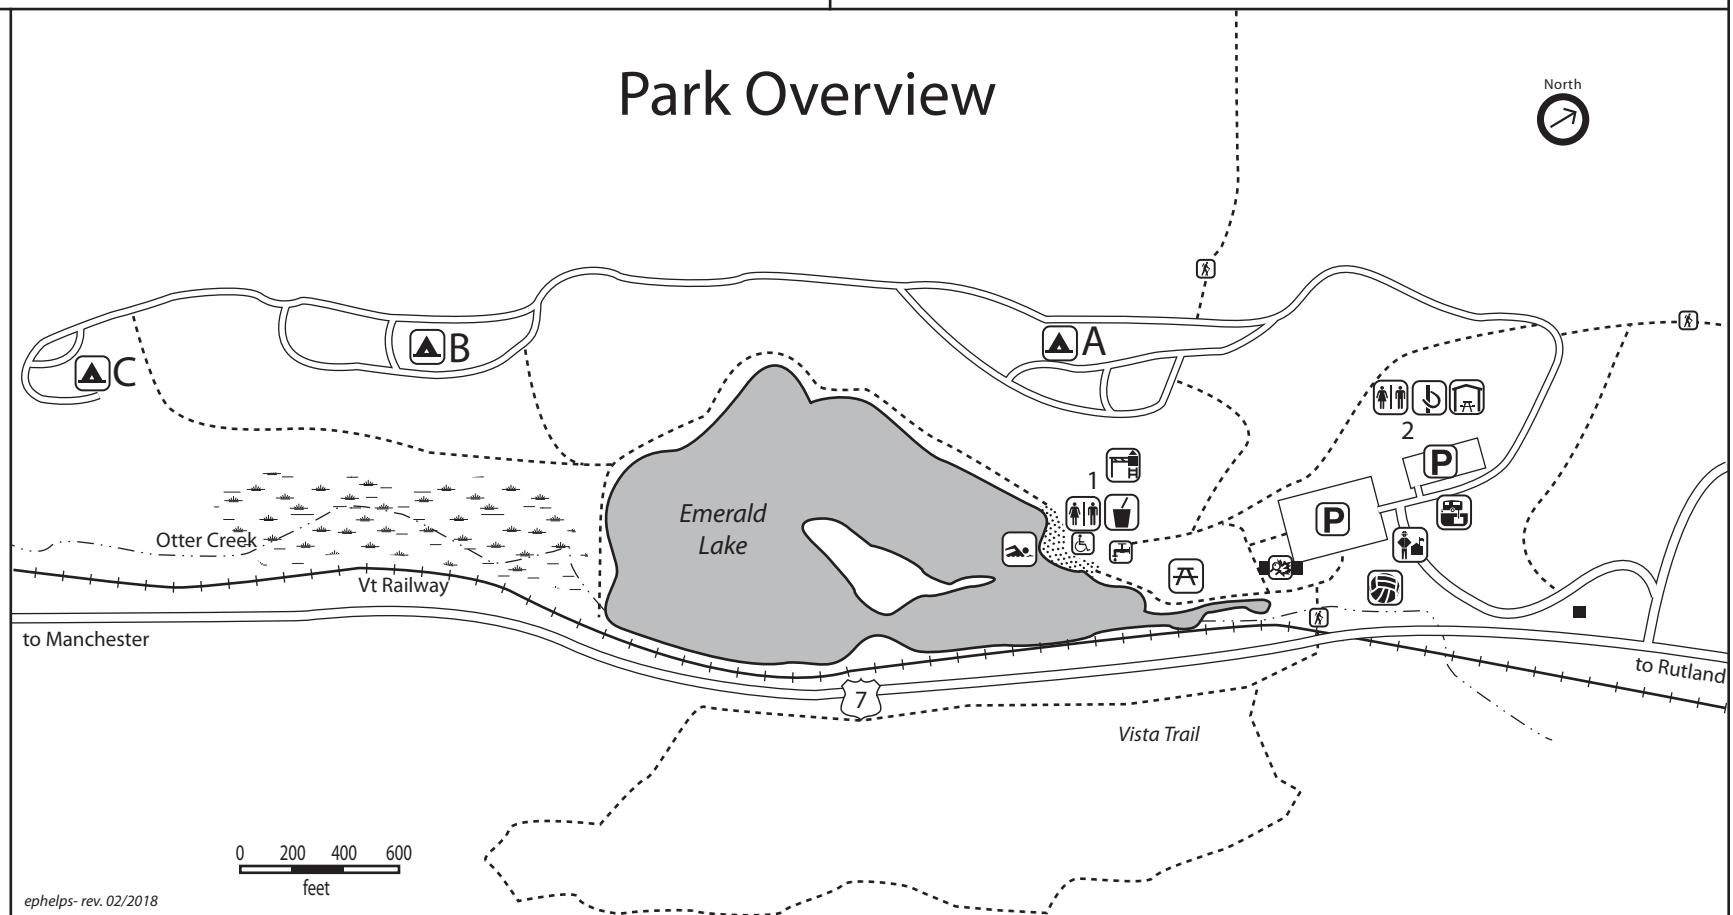 Park Overview
North
A
B
C
2
P
1
P
Emerald
Lake
Otter Creek
Vt Railway
to Manchester
to Rutland
7
Vista Trail
0 200 400 600
feet
ephelps- rev. 02/2018